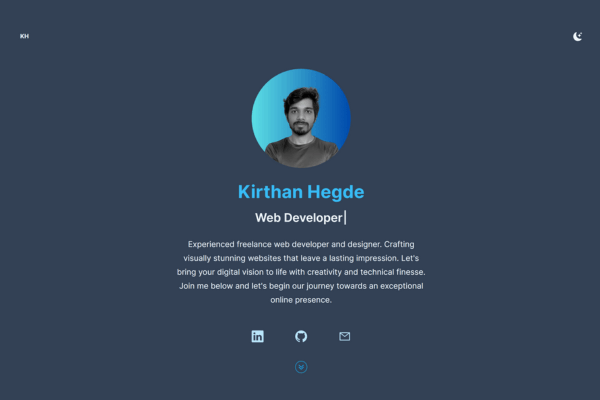 KH
Kirthan Hegde
Web Developer
Experienced freelance web developer and designer. Crafting
visually stunning websites that leave a lasting impression. Let's
bring your digital vision to life with creativity and technical finesse.
Join me below and let's begin our journey towards an exceptional
online presence.
in